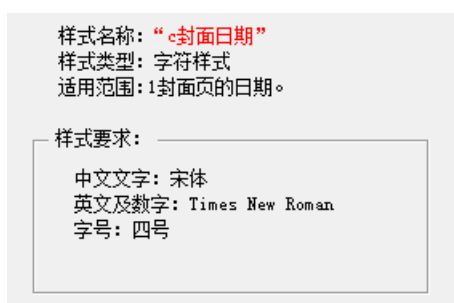 样式名称：“c封面日期”
样式类型：字符样式
适用范围：1封面页的日期。
样式要求：
中文文字：宋体
英文及数字：Times New Roman
字号：四号